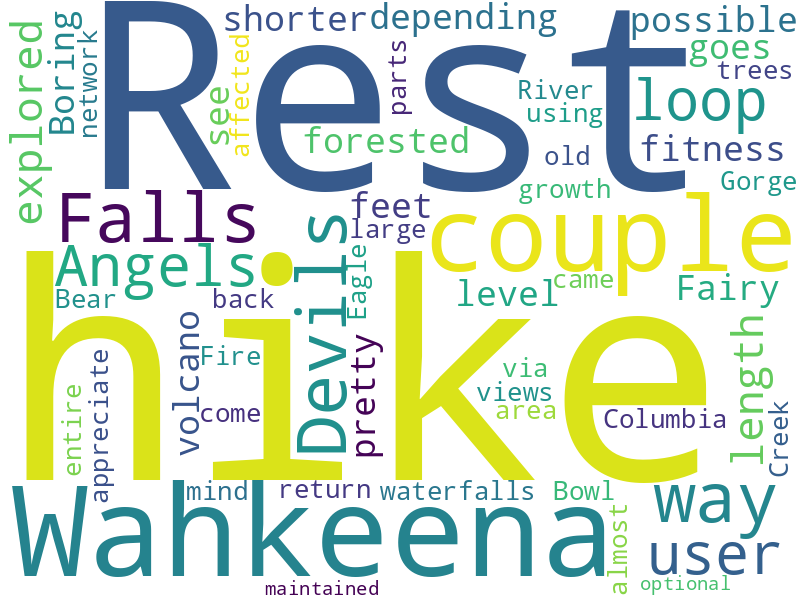 shorter
depending
possible
explored
Boring
network
Rest
see
affected
parts
goes
trees
River
using
loop
forested
old
fitness
growth
Gorge
Falls
feet
large
couple
Angels
Devils
Eagle
came
level
Fairy
Bear
back
hike
volcano
Fire
pretty
via
views
area
length
entire
appreciate
come
Columbia
Creek
mind
return
waterfalls
Bowl
Wahkeena
almost
way
user
maintained
optional